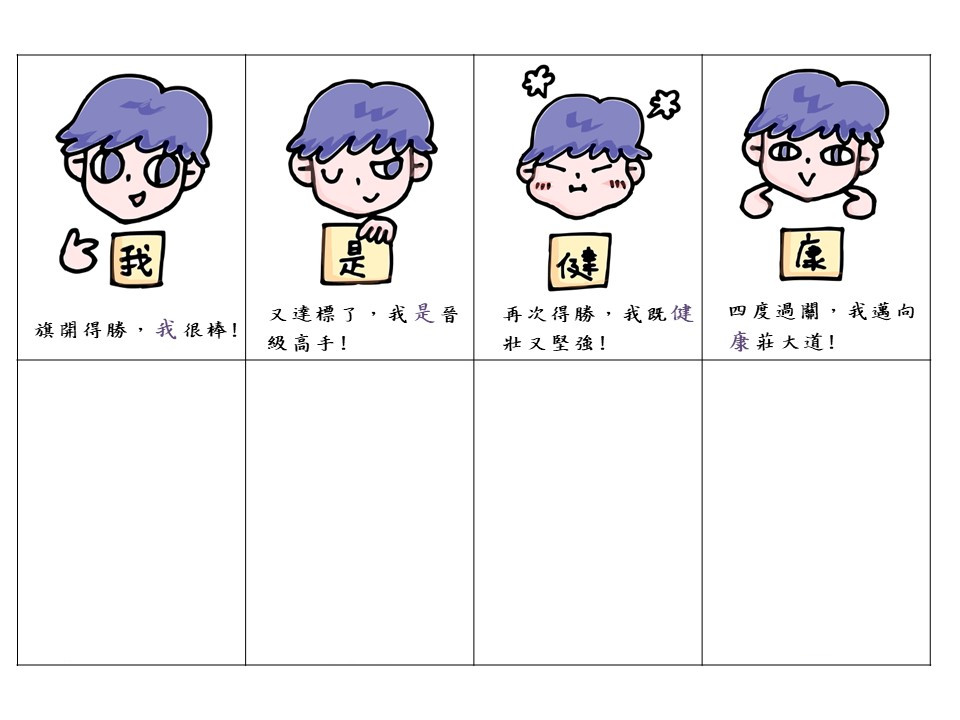 我
旗開得勝，我很棒!
是
又達標了，我是晉
級高手!
健
再次得勝，我既健
壯又堅強!
康
四度過關，我邁向
康莊大道!